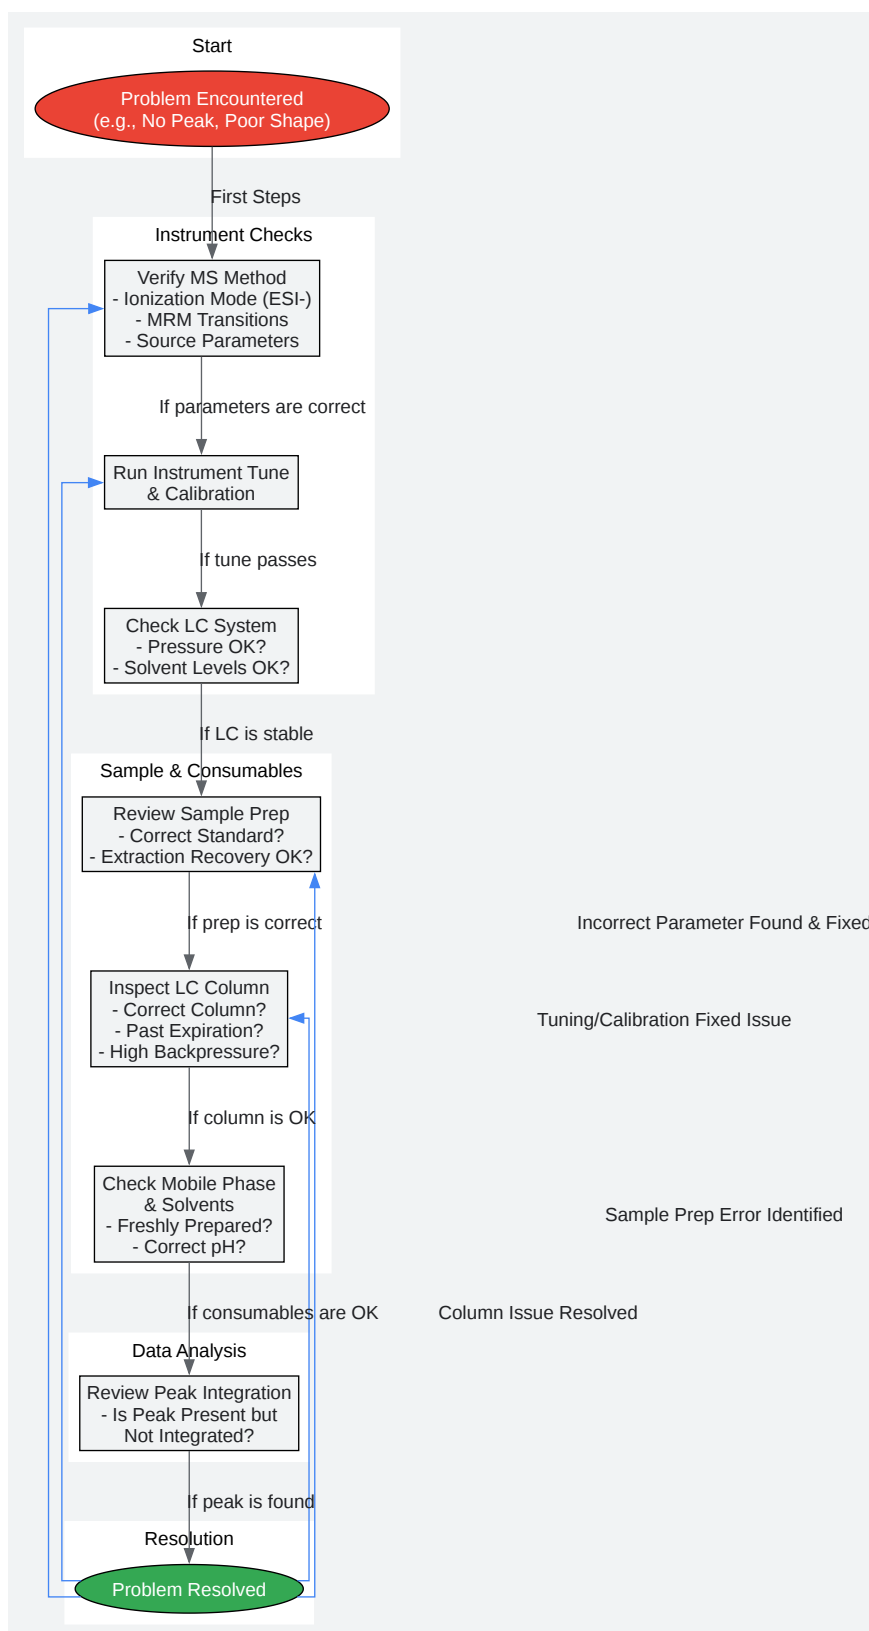 Start
Problem Encountered
(e.g., No Peak, Poor Shape)
First Steps
Instrument Checks
Verify MS Method
- Ionization Mode (ESI-)
- MRM Transitions
- Source Parameters
If parameters are correct
Run Instrument Tune
& Calibration
If tune passes
Check LC System
- Pressure OK?
- Solvent Levels OK?
If LC is stable
Sample & Consumables
Review Sample Prep
- Correct Standard?
- Extraction Recovery OK?
If prep is correct
Incorrect Parameter Found & Fixed
Inspect LC Column
- Correct Column?
- Past Expiration?
- High Backpressure?
Tuning/Calibration Fixed Issue
If column is OK
Check Mobile Phase
& Solvents
- Freshly Prepared?
- Correct pH?
Sample Prep Error Identified
If consumables are OK
Column Issue Resolved
Data Analysis
Review Peak Integration
- Is Peak Present but
Not Integrated?
If peak is found
Resolution
Problem Resolved